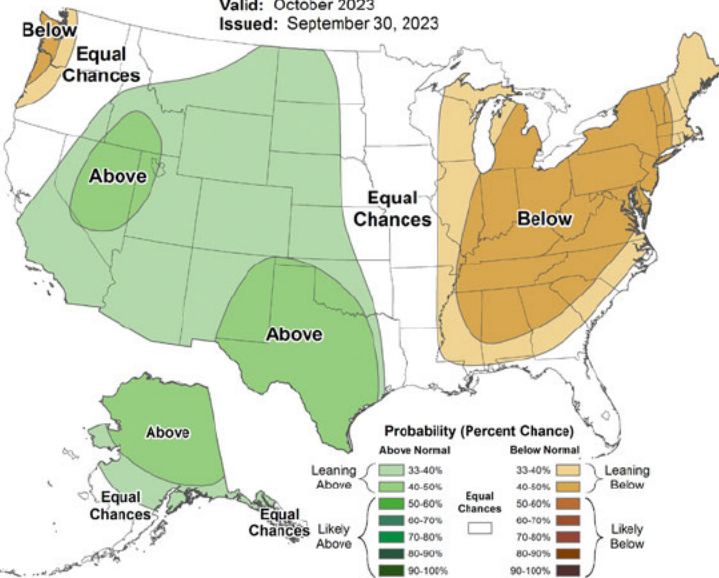 Valid: October 2023
Issued: September 30, 2023
Below
Equal
Chances
Above
Equal
Chances
Below
Above
Above
Equal
Chances
Equal
Chances
Probability (Percent Chance)
Above Normal
Below Normal
Leaning
Above
33-40%
40-50%
Likely
Above
50-60%
60-70%
70-80%
80-90%
90-100%
Equal
Chances
33-40%
40-50%
Leaning
Below
50-60%
60-70%
70-80%
80-90%
90-100%
Likely
Below